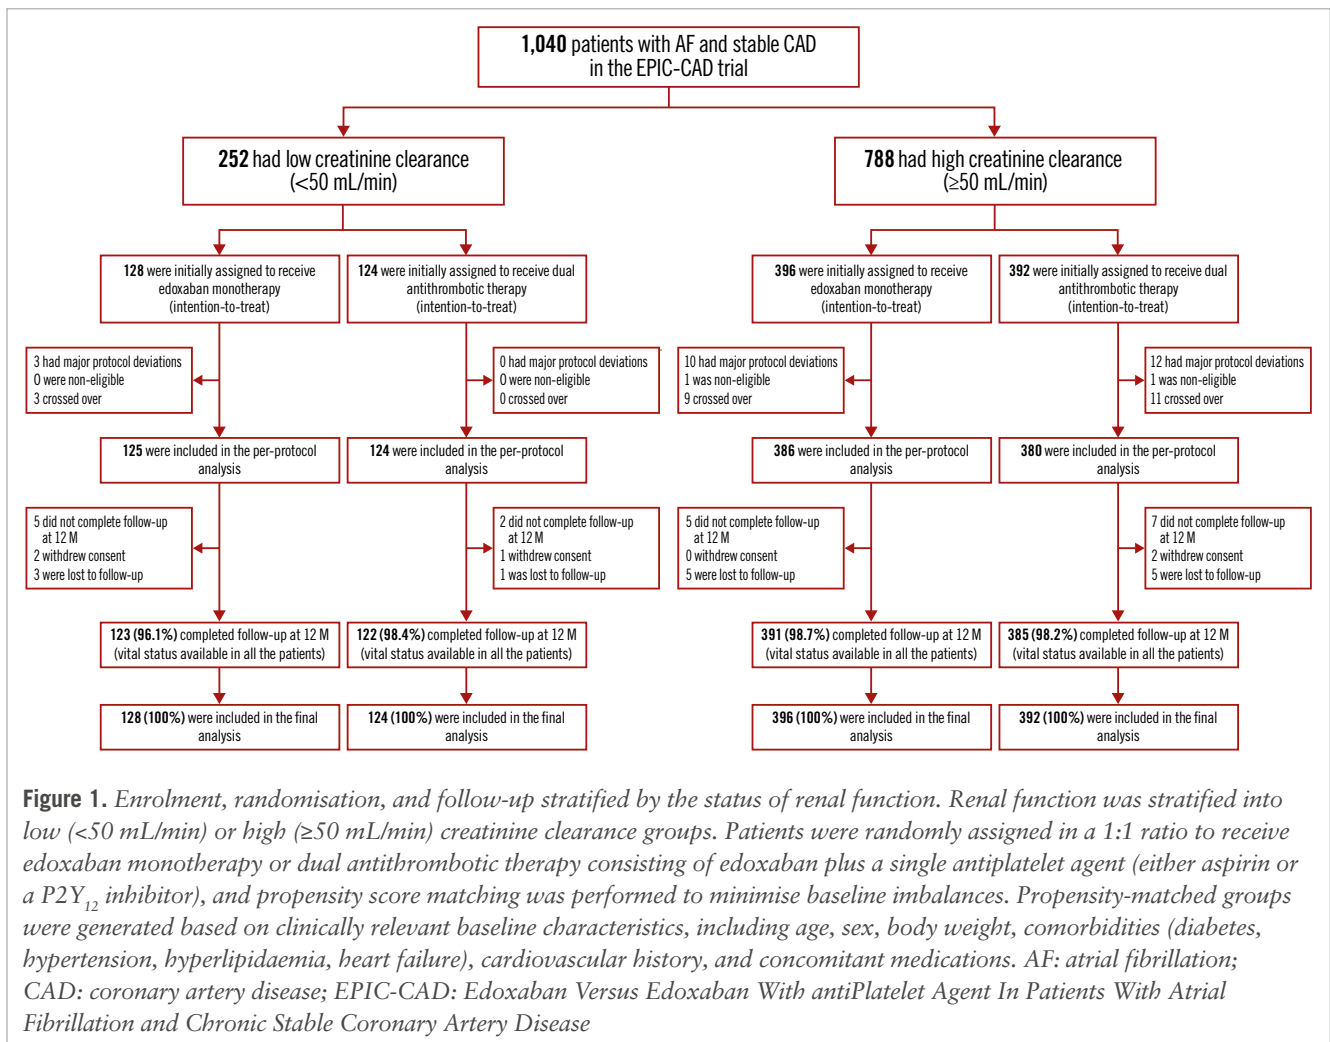 1,040 patients with AF and stable CAD
in the EPIC-CAD trial
252 had low creatinine clearance
(<50 mL/min)
788 had high creatinine clearance
(≥50 mL/min)
128 were initially assigned to receive
edoxaban monotherapy
(intention-to-treat)
124 were initially assigned to receive dual
antithrombotic therapy
(intention-to-treat)
396 were initially assigned to receive
edoxaban monotherapy
(intention-to-treat)
392 were initially assigned to receive dual
antithrombotic therapy
(intention-to-treat)
3 had major protocol deviations
0 were non-eligible
3 crossed over
0 had major protocol deviations
0 were non-eligible
0 crossed over
10 had major protocol deviations
1 was non-eligible
9 crossed over
12 had major protocol deviations
1 was non-eligible
11 crossed over
125 were included in the per-protocol
analysis
124 were included in the per-protocol
analysis
386 were included in the per-protocol
analysis
380 were included in the per-protocol
analysis
5 did not complete follow-up
at 12 M
2 withdrew consent
3 were lost to follow-up
2 did not complete follow-up
at 12 M
1 withdrew consent
1 was lost to follow-up
5 did not complete follow-up
at 12 M
0 withdrew consent
5 were lost to follow-up
7 did not complete follow-up
at 12 M
2 withdrew consent
5 were lost to follow-up
123 (96.1%) completed follow-up at 12 M
(vital status available in all the patients)
122 (98.4%) completed follow-up at 12 M
(vital status available in all the patients)
391 (98.7%) completed follow-up at 12 M
(vital status available in all the patients)
385 (98.2%) completed follow-up at 12 M
(vital status available in all the patients)
128 (100%) were included in the final
analysis
124 (100%) were included in the final
analysis
396 (100%) were included in the final
analysis
392 (100%) were included in the final
analysis
Figure 1. Enrolment, randomisation, and follow-up stratified by the status of renal function. Renal function was stratified into
low (<50 mL/min) or high (≥50 mL/min) creatinine clearance groups. Patients were randomly assigned in a 1:1 ratio to receive
edoxaban monotherapy or dual antithrombotic therapy consisting of edoxaban plus a single antiplatelet agent (either aspirin or
a P2Y₁₂ inhibitor), and propensity score matching was performed to minimise baseline imbalances. Propensity-matched groups
were generated based on clinically relevant baseline characteristics, including age, sex, body weight, comorbidities (diabetes,
hypertension, hyperlipidaemia, heart failure), cardiovascular history, and concomitant medications. AF: atrial fibrillation;
CAD: coronary artery disease; EPIC-CAD: Edoxaban Versus Edoxaban With antiPlatelet Agent In Patients With Atrial
Fibrillation and Chronic Stable Coronary Artery Disease